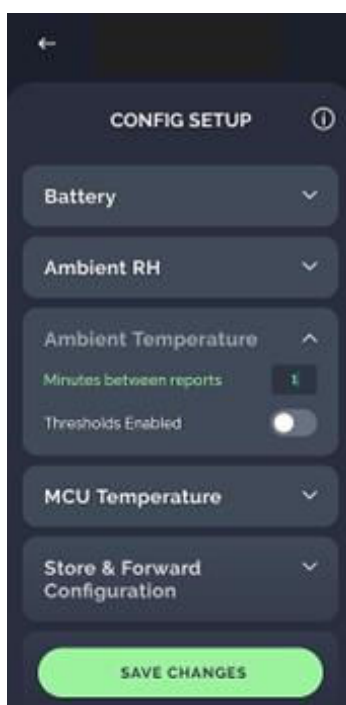 CONFIG SETUP
Battery
Ambient RH
Ambient Temperature
Minutes between reports
1
Thresholds Enabled
MCU Temperature
Store & Forward
Configuration
SAVE CHANGES